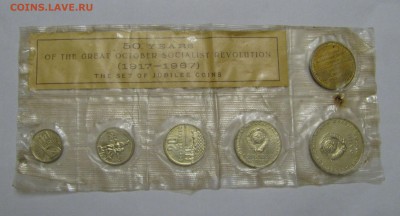 COINS.LAVE.RU
50 YEARS
OF THE GREAT OCTOBER SOCIALIST REVOLUTION
(1917-1967)
THE SET OF JUBILEE COINS